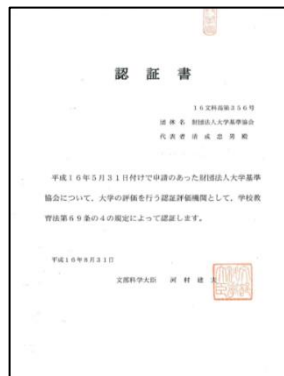 認証書
16文科高第356号
団体名 財団法人大学基準協会
代表者 清成忠男殿
平成16年5月31日付けで申請のあった財団法人大学基準
協会について、大学の評価を行う認証評価機関として、学校教
育法第69条の4の規定によって認証します。
平成16年8月31日
文部科学大臣 河村建夫